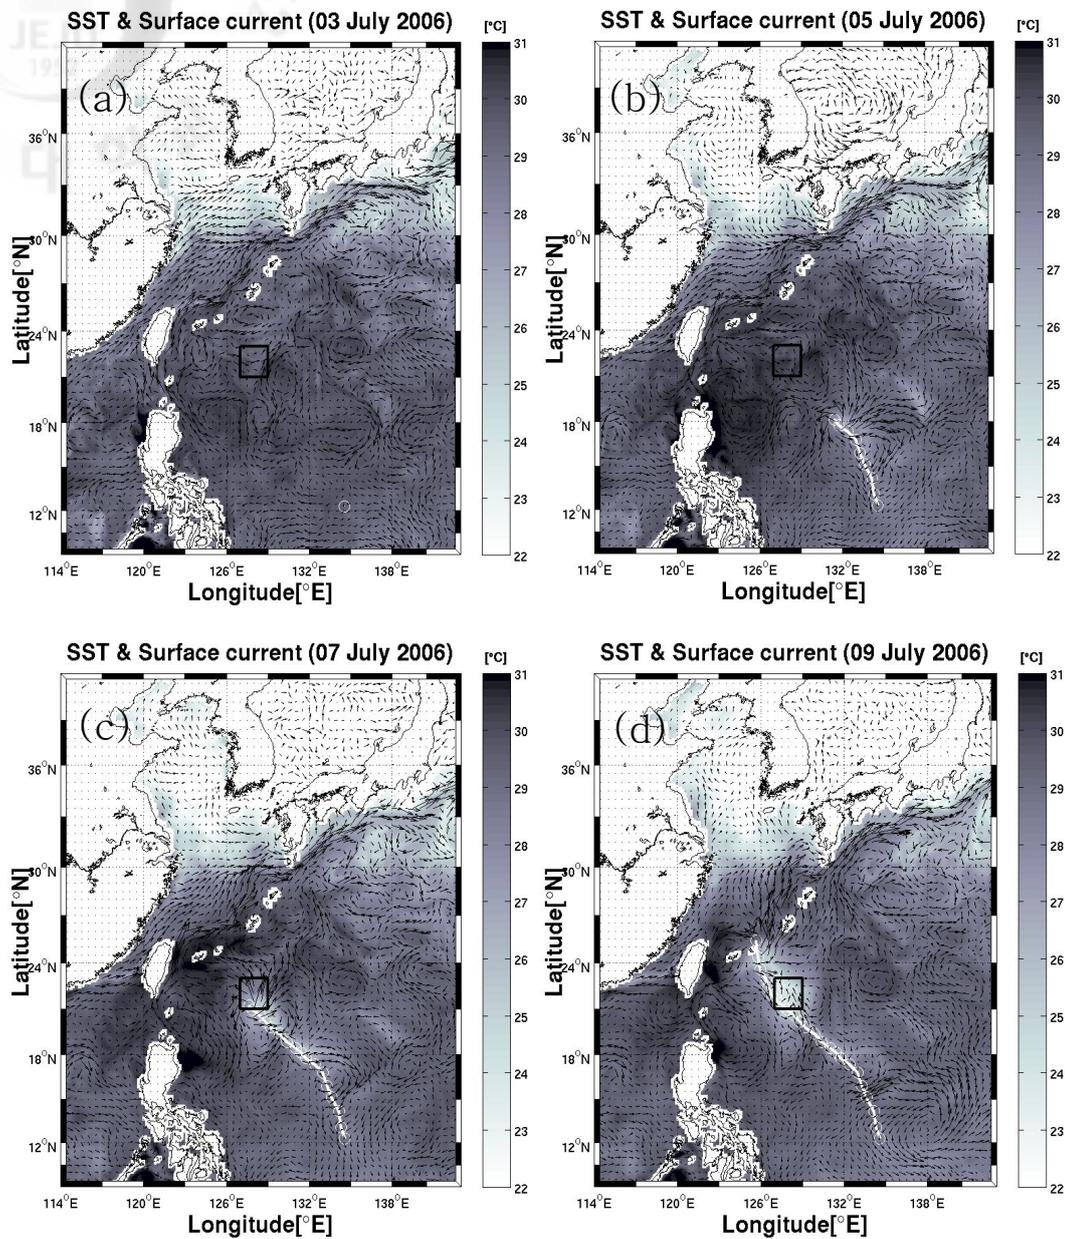 SST & Surface current (03 July 2006)
[°C]
SST & Surface current (05 July 2006)
[°C]
JEJU
1952
(a)
(b)
36°N
30°N
24°N
18°N
12°N
Latitude[°N]
114°E 120°E 126°E 132°E 138°E
Longitude[°E]
31
30
29
28
27
26
25
24
23
22
36°N
30°N
24°N
18°N
12°N
Latitude[°N]
114°E 120°E 126°E 132°E 138°E
Longitude[°E]
31
30
29
28
27
26
25
24
23
22
SST & Surface current (07 July 2006)
[°C]
SST & Surface current (09 July 2006)
[°C]
(c)
(d)
36°N
30°N
24°N
18°N
12°N
Latitude[°N]
114°E 120°E 126°E 132°E 138°E
Longitude[°E]
31
30
29
28
27
26
25
24
23
22
36°N
30°N
24°N
18°N
12°N
Latitude[°N]
114°E 120°E 126°E 132°E 138°E
Longitude[°E]
31
30
29
28
27
26
25
24
23
22